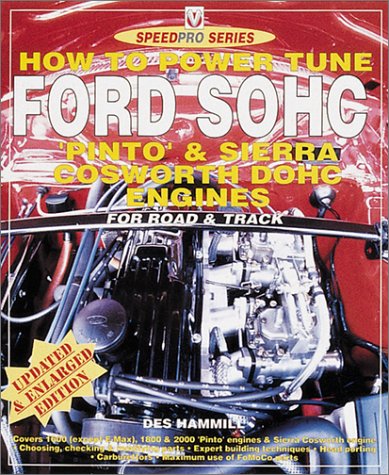 V
SPEEDPRO SERIES
HOW TO POWER TUNE
FORD SOHC
'PINTO' & SIERRA
COSWORTH DOHC
ENGINES
FOR ROAD & TRACK
UPDATED
& ENLARGED
EDITION
DES HAMMILL
Covers 1600 (except E-Max), 1800 & 2000 'Pinto' engines & Sierra Cosworth engine
Choosing, checking & modifying parts • Expert building techniques • Head porting
• Carburettors • Maximum use of FoMoCo parts